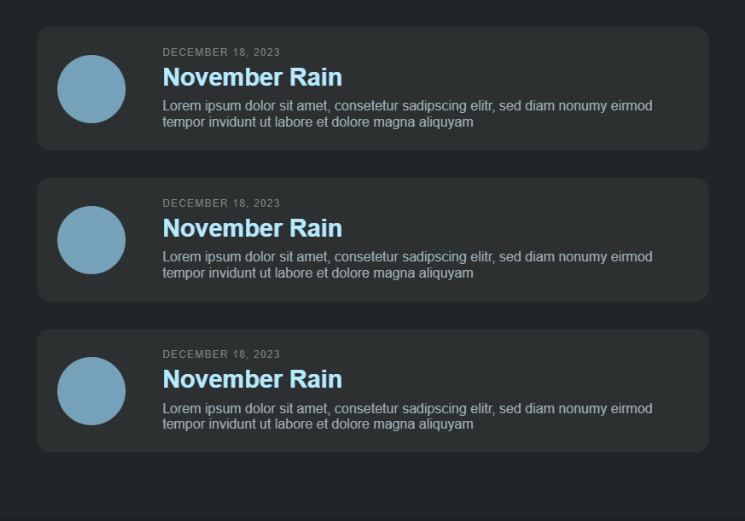 DECEMBER 18, 2023
November Rain
Lorem ipsum dolor sit amet, consetetur sadipscing elitr, sed diam nonumy eirmod
tempor invidunt ut labore et dolore magna aliquyam
DECEMBER 18, 2023
November Rain
Lorem ipsum dolor sit amet, consetetur sadipscing elitr, sed diam nonumy eirmod
tempor invidunt ut labore et dolore magna aliquyam
DECEMBER 18, 2023
November Rain
Lorem ipsum dolor sit amet, consetetur sadipscing elitr, sed diam nonumy eirmod
tempor invidunt ut labore et dolore magna aliquyam